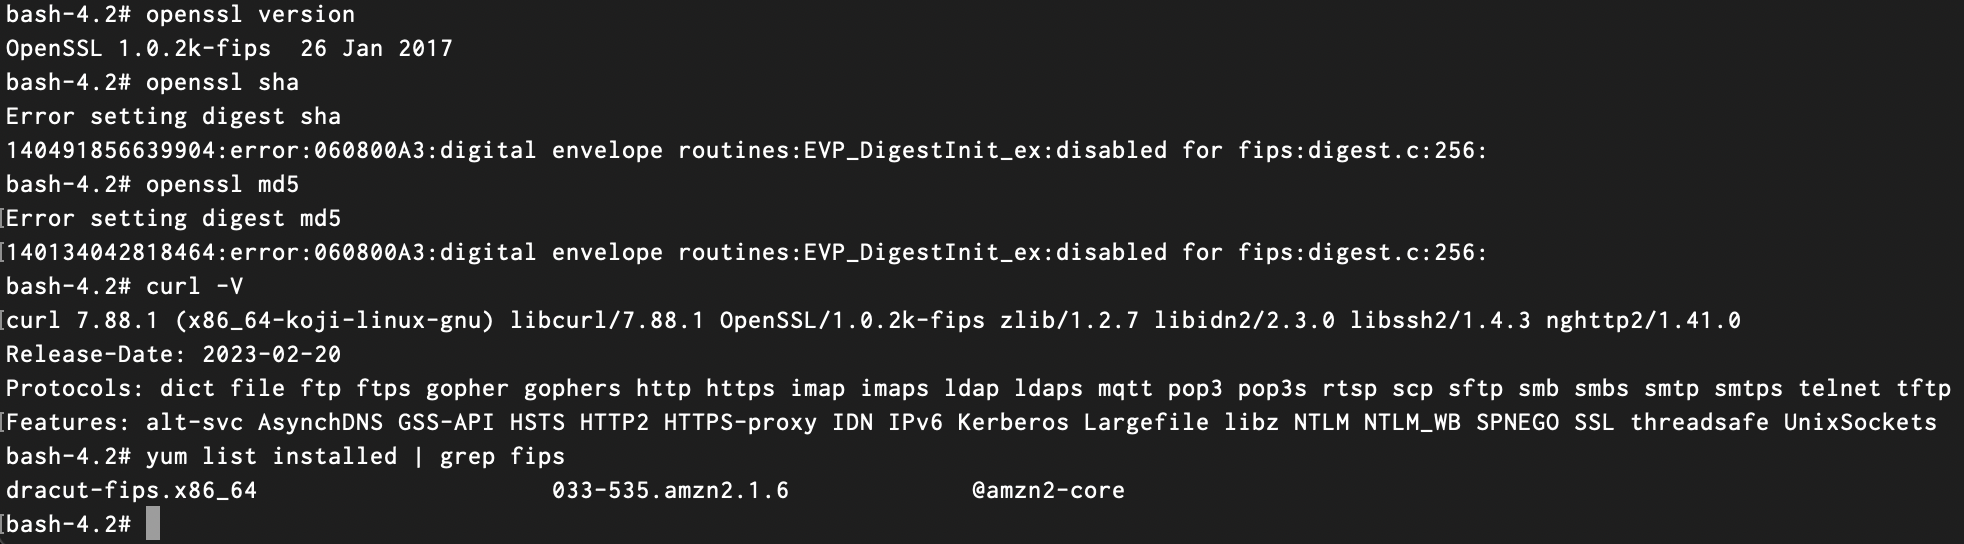 bash-4.2# openssl version
OpenSSL 1.0.2k-fips  26 Jan 2017
bash-4.2# openssl sha
Error setting digest sha
140491856639904:error:060800A3:digital envelope routines:EVP_DigestInit_ex:disabled for fips:digest.c:256:
bash-4.2# openssl md5
[Error setting digest md5
[140134042818464:error:060800A3:digital envelope routines:EVP_DigestInit_ex:disabled for fips:digest.c:256:
bash-4.2# curl -V
[curl 7.88.1 (x86_64-koji-linux-gnu) libcurl/7.88.1 OpenSSL/1.0.2k-fips zlib/1.2.7 libidn2/2.3.0 libssh2/1.4.3 nghttp2/1.41.0
Release-Date: 2023-02-20
Protocols: dict file ftp ftps gopher gophers http https imap imaps ldap ldaps mqtt pop3 pop3s rtsp scp sftp smb smbs smtp smtps telnet tftp
[Features: alt-svc AsynchDNS GSS-API HSTS HTTP2 HTTPS-proxy IDN IPv6 Kerberos Largefile libz NTLM NTLM_WB SPNEGO SSL threadsafe UnixSockets
bash-4.2# yum list installed | grep fips
dracut-fips.x86_64                     033-535.amzn2.1.6             @amzn2-core
[bash-4.2#